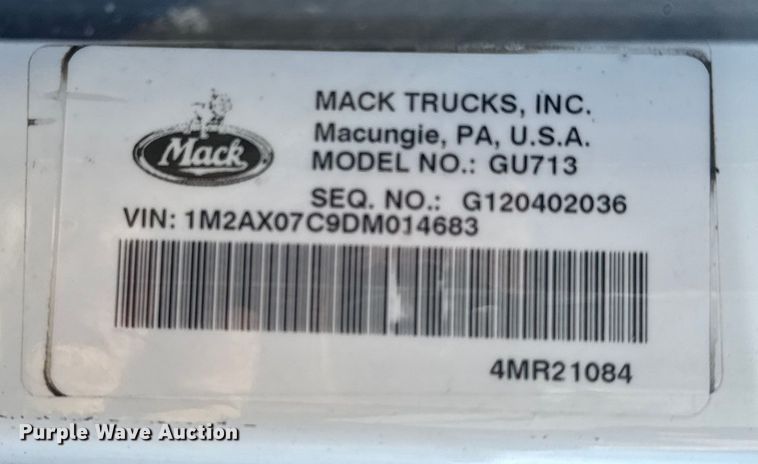 Mack
MACK TRUCKS, INC.
Macungie, PA, U.S.A.
MODEL NO.: GU713
SEQ. NO.: G120402036
VIN: 1M2AX07C9DM014683
4MR21084
Purple Wave Auction